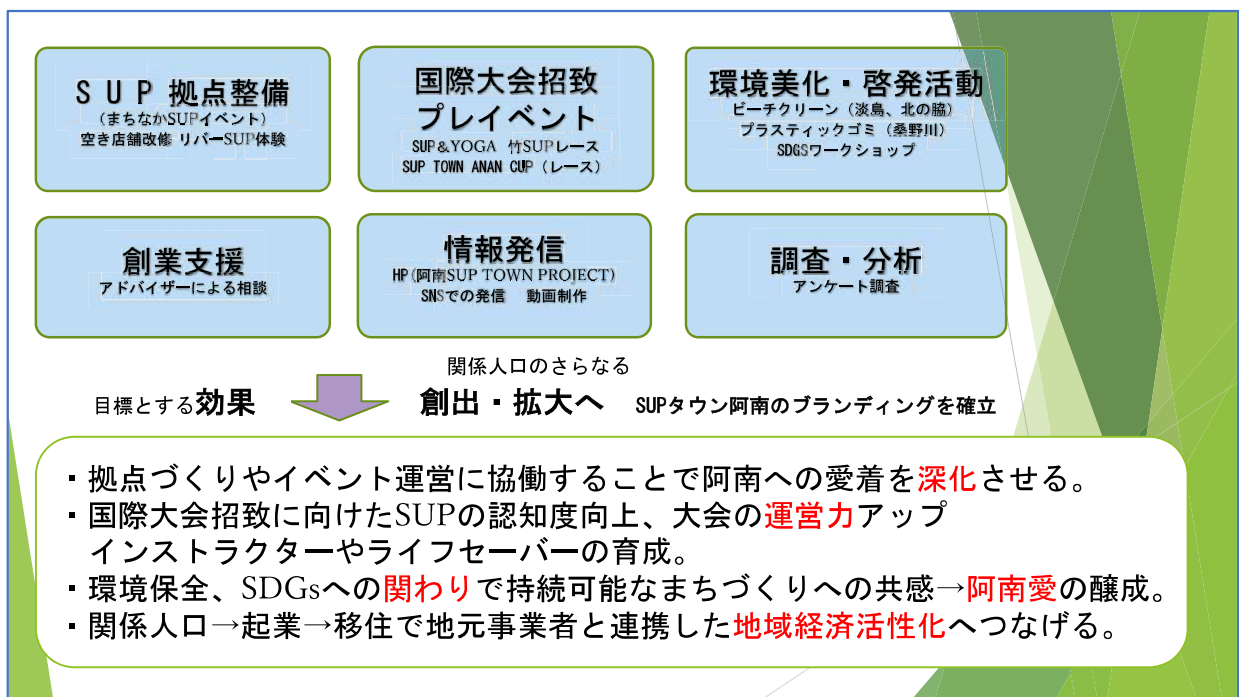 SUP 拠点整備
(まちなかSUPイベント)
空き店舗改修 リバーSUP体験
国際大会招致
プレイベント
SUP&YOGA 竹SUPレース
SUP TOWN ANAN CUP(レース)
環境美化・啓発活動
ビーチクリーン(淡島、北の脇)
プラスティックゴミ(桑野川)
SDGSワークショップ
創業支援
アドバイザーによる相談
情報発信
HP(阿南SUP TOWN PROJECT)
SNSでの発信 動画制作
調査・分析
アンケート調査
関係人口のさらなる
目標とする効果 創出・拡大へ SUPタウン阿南のブランディングを確立
・拠点づくりやイベント運営に協働することで阿南への愛着を深化させる。
・国際大会招致に向けたSUPの認知度向上、大会の運営力アップ
インストラクターやライフセーバーの育成。
・環境保全、SDGsへの関わりで持続可能なまちづくりへの共感→阿南愛の醸成。
・関係人口→起業→移住で地元事業者と連携した地域経済活性化へつなげる。